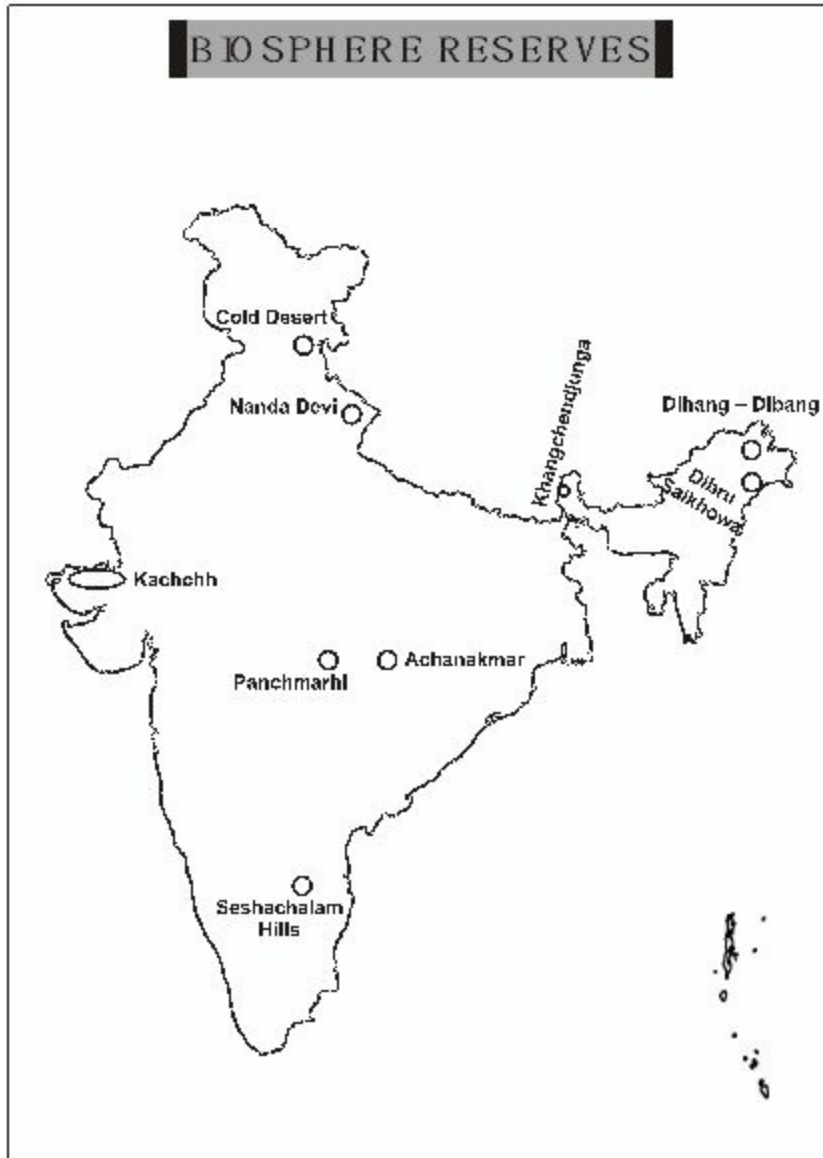 BIOSPHERE RESERVES
Cold Desert
Nanda Devi
Khangchendjunga
Dihang – Dibang
Dibru
Saikhowa
Kachchh
Panchmarhi
Achanakmar
Seshachalam
Hills